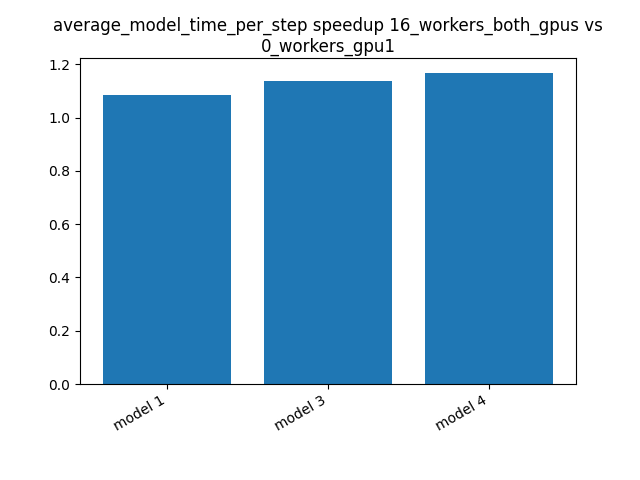 average_model_time_per_step speedup 16_workers_both_gpus vs
0_workers_gpu1
1.2
1.0
0.8
0.6
0.4
0.2
0.0
model 1
model 3
model 4